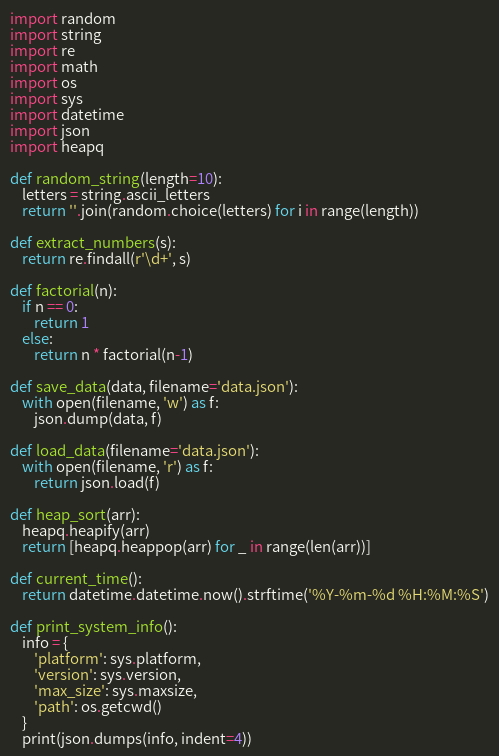 import random
import string
import re
import math
import os
import sys
import datetime
import json
import heapq

def random_string(length=10):
    letters = string.ascii_letters
    return ''.join(random.choice(letters) for i in range(length))

def extract_numbers(s):
    return re.findall(r'\d+', s)

def factorial(n):
    if n == 0:
        return 1
    else:
        return n * factorial(n-1)

def save_data(data, filename='data.json'):
    with open(filename, 'w') as f:
        json.dump(data, f)

def load_data(filename='data.json'):
    with open(filename, 'r') as f:
        return json.load(f)

def heap_sort(arr):
    heapq.heapify(arr)
    return [heapq.heappop(arr) for _ in range(len(arr))]

def current_time():
    return datetime.datetime.now().strftime('%Y-%m-%d %H:%M:%S')

def print_system_info():
    info = {
        'platform': sys.platform,
        'version': sys.version,
        'max_size': sys.maxsize,
        'path': os.getcwd()
    }
    print(json.dumps(info, indent=4))